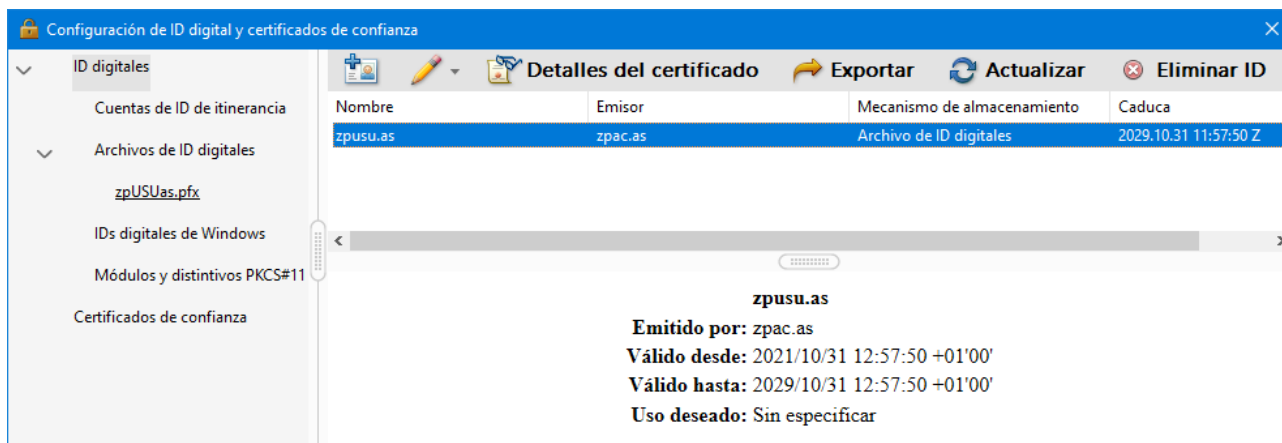 Configuración de ID digital y certificados de confianza
ID digitales
Cuentas de ID de itinerancia
Archivos de ID digitales
zpUSUas.pfx
IDs digitales de Windows
Módulos y distintivos PKCS#11
Certificados de confianza
Detalles del certificado Exportar Actualizar Eliminar ID
Nombre Emisor Mecanismo de almacenamiento Caduca
zpusu.as zpac.as Archivo de ID digitales 2029.10.31 11:57:50 Z
zpusu.as
Emitido por: zpac.as
Válido desde: 2021/10/31 12:57:50 +01'00'
Válido hasta: 2029/10/31 12:57:50 +01'00'
Uso deseado: Sin especificar